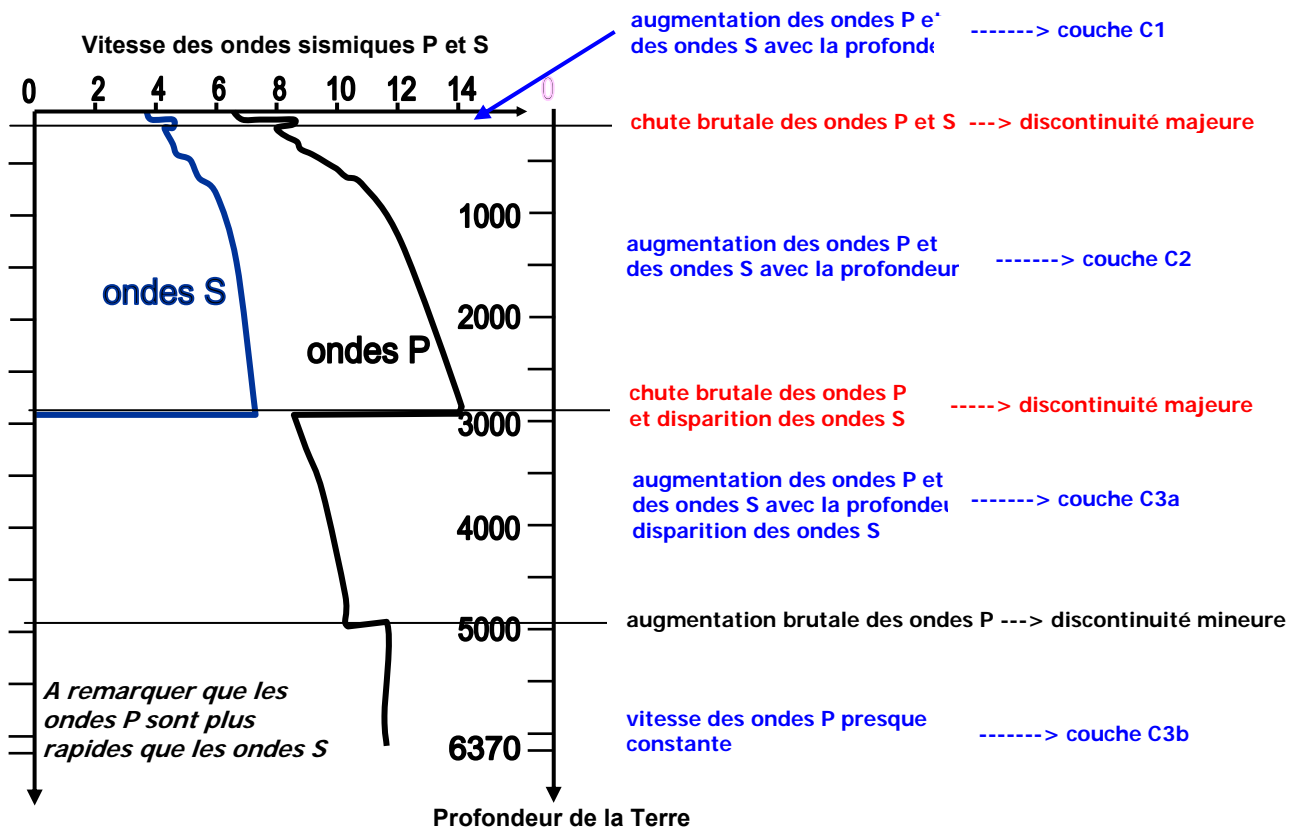 augmentation des ondes P et
des ondes S avec la profonde
-------> couche C1
Vitesse des ondes sismiques P et S
0 2 4 6 8 10 12 14
0
chute brutale des ondes P et S ---> discontinuité majeure
1000
augmentation des ondes P et
des ondes S avec la profondeur
-------> couche C2
ondes S
2000
ondes P
chute brutale des ondes P
et disparition des ondes S
-----> discontinuité majeure
3000
augmentation des ondes P et
des ondes S avec la profondeu
disparition des ondes S
-------> couche C3a
4000
augmentation brutale des ondes P ---> discontinuité mineure
5000
A remarquer que les
ondes P sont plus
rapides que les ondes S
vitesse des ondes P presque
constante
-------> couche C3b
6370
Profondeur de la Terre